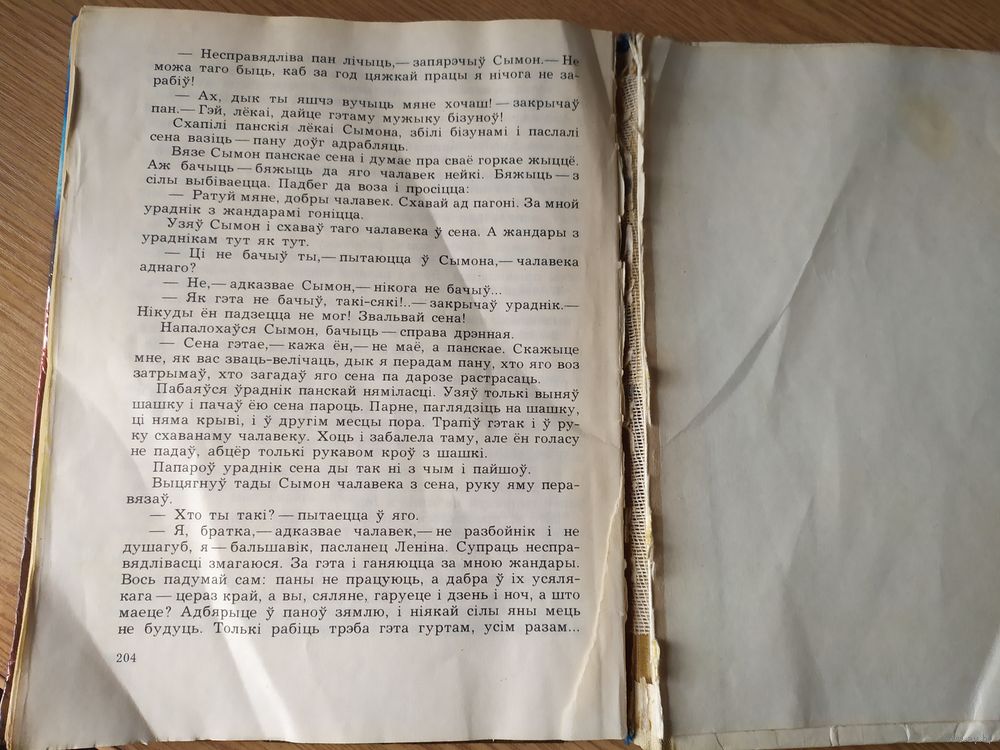 — Несправядліва пан лічыць,— запярэчыў Сымон.— Не
можа таго быць, каб за год цяжкай працы я нічога не за-
рабіў!
— Ах, дык ты яшчэ вучыць мяне хочаш! — закрычаў
пан.— Гэй, лёкаі, дайце гэтаму мужыку бізуноў!
Схапілі панскія лёкаі Сымона, збілі бізунамі і паслалі
сена вазіць — пану доўг адрабляць.
Вязе Сымон панскае сена і думае пра сваё горкае жыццё.
Аж бачыць — бяжыць да яго чалавек нейкі. Бяжыць — з
сілы выбіваецца. Падбег да воза і просіцца:
— Ратуй мяне, добры чалавек. Схавай ад пагоні. За мной
ураднік з жандарамі гоніцца.
Узяў Сымон і схаваў таго чалавека ў сена. А жандары з
ураднікам тут як тут.
— Ці не бачыў ты,— пытаюцца ў Сымона,— чалавека
аднаго?
— Не,— адказвае Сымон,— нікога не бачыў...
— Як гэта не бачыў, такі-сякі!..— закрычаў ураднік.—
Нікуды ён падзецца не мог! Звальвай сена!
Напалохаўся Сымон, бачыць — справа дрэнная.
— Сена гэтае,— кажа ён,— не маё, а панскае. Скажыце
мне, як вас зваць-велічаць, дык я перадам пану, хто яго воз
затрымаў, хто загадаў яго сена па дарозе растрасаць.
Пабаяўся ўраднік панскай няміласці. Узяў толькі выняў
шашку і пачаў ёю сена пароць. Парне, паглядзіць на шашку,
ці няма крыві, і ў другім месцы пора. Трапіў гэтак і ў ру-
ку схаванаму чалавеку. Хоць і забалела таму, але ён голасу
не падаў, абцёр толькі рукавом кроў з шашкі.
Папароў ураднік сена ды так ні з чым і пайшоў.
Выцягнуў тады Сымон чалавека з сена, руку яму пера-
вязаў.
— Хто ты такі? — пытаецца ў яго.
— Я, братка,— адказвае чалавек,— не разбойнік і не
душагуб, я — бальшавік, пасланец Леніна. Супраць неспра-
вядлівасці змагаюся. За гэта і ганяюцца за мною жандары.
Вось падумай сам: паны не працуюць, а дабра ў іх усяля-
кага — цераз край, а вы, сяляне, гаруеце і дзень і ноч, а што
маеце? Адбярыце ў паноў зямлю, і ніякай сілы яны мець
не будуць. Толькі рабіць трэба гэта гуртам, усім разам...
204